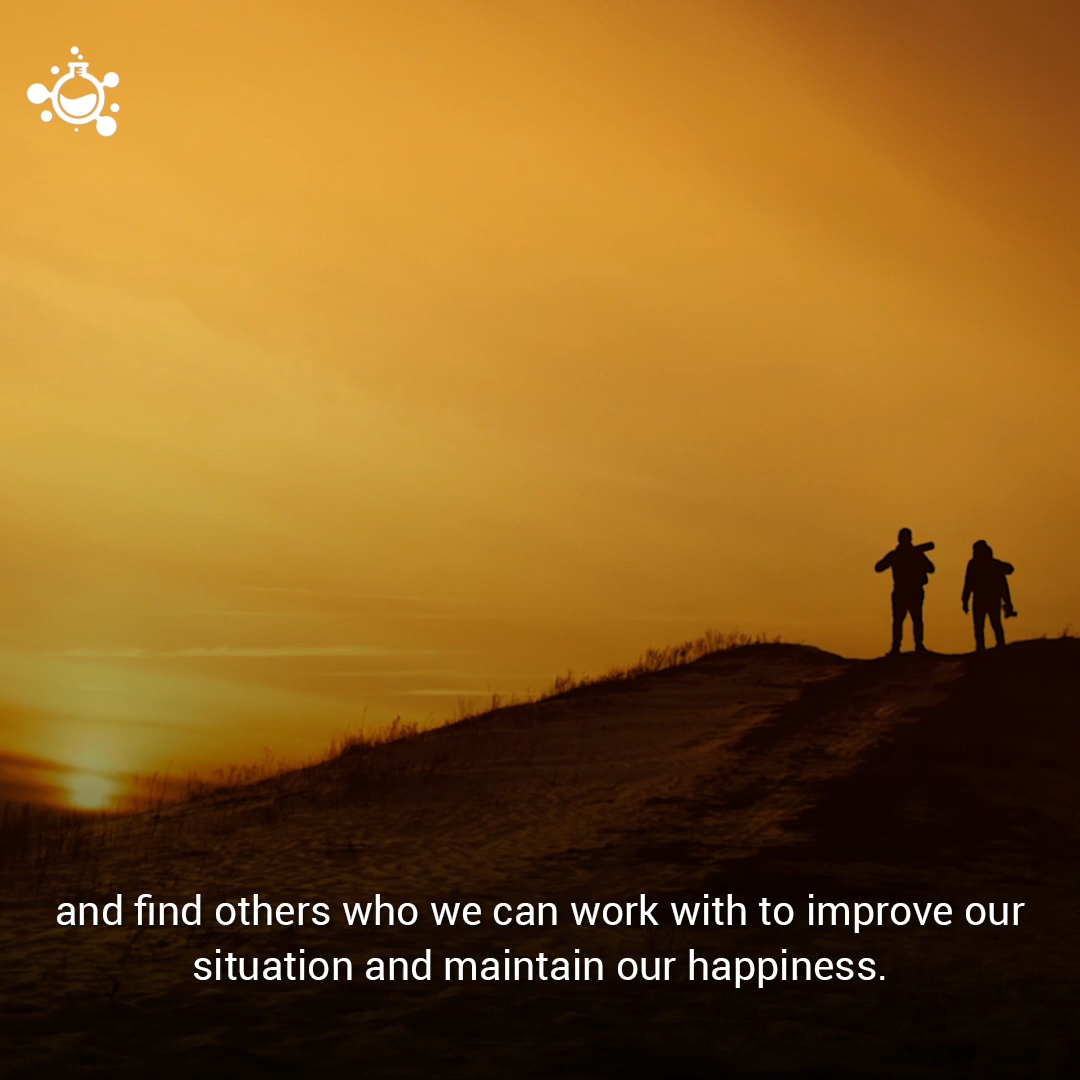 and find others who we can work with to improve our
situation and maintain our happiness.